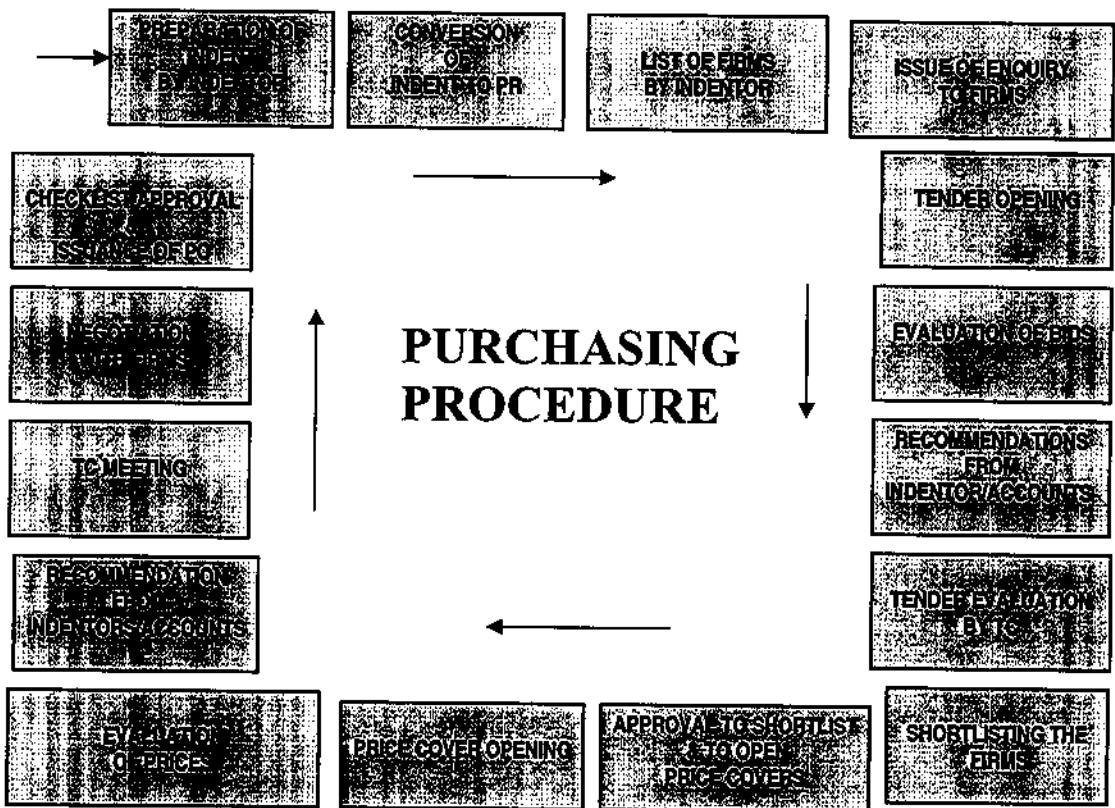 PREPARATION OF
INDENT
BY INDENTOR
CONVERSION
OF
INDENT TO PR
LIST OF FIRMS
BY INDENTOR
ISSUE OF ENQUIRY
TO FIRMS
TENDER OPENING
EVALUATION OF BIDS
RECOMMENDATIONS
FROM
INDENTOR/ACCOUNTS
TENDER EVALUATION
BY TC
SHORTLISTING THE
FIRMS
APPROVAL TO SHORTLIST
& TO OPEN
PRICE COVERS
PRICE COVER OPENING
EVALUATION
OF PRICES
RECOMMENDATION
FROM
INDENTORS/ACCOUNTS
TC MEETING
NEGOTIATION
WITH FIRMS
CHECKLIST APPROVAL
ISSUANCE OF PO
PURCHASING
PROCEDURE